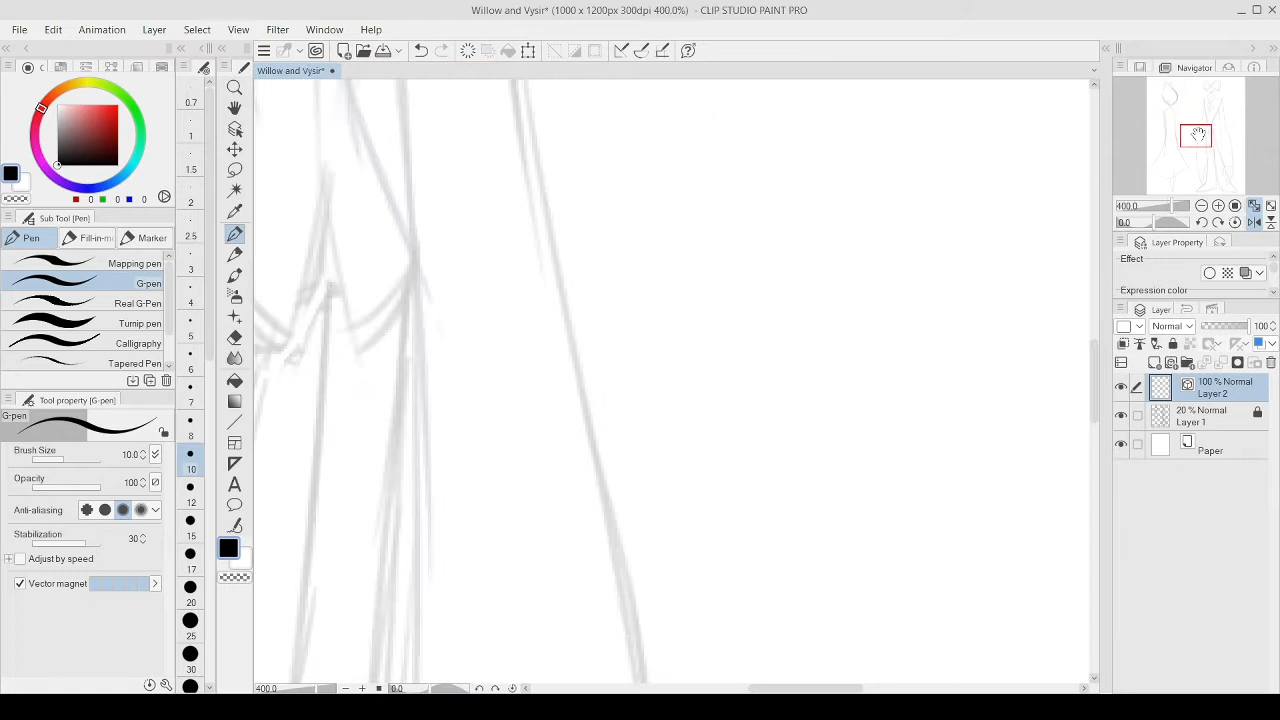 Willow and Vysir* (1000 x 1200px 300dpi 400.0%) - CLIP STUDIO PAINT PRO
File Edit Animation Layer Select View Filter Window Help
Willow and Vysir*
Navigator
0.7
1
1.5
2
2.5
3
4
5
6
7
8
10
12
15
17
20
25
30
0 0 0
Sub Tool [Pen]
Pen Fill-in-m Marker
Mapping pen
G-pen
Real G-Pen
Turnip pen
Calligraphy
Tapered Pen
Tool property [G-pen]
G-pen
Brush Size 10.0
Opacity 100
Anti-aliasing
Stabilization 30
Adjust by speed
Vector magnet
400.0 0.0
400.0
0.0
Layer Property
Effect
Expression color
Layer
Normal 100
100 % Normal
Layer 2
20 % Normal
Layer 1
Paper